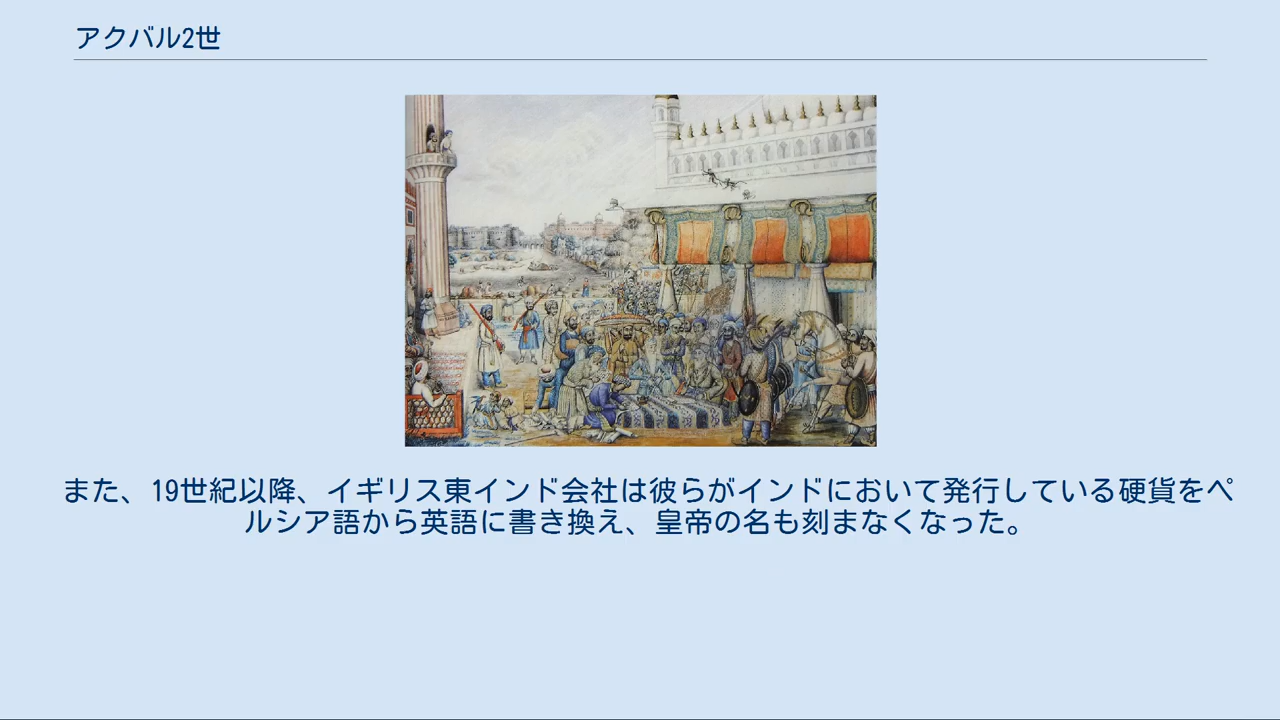 アクバル2世
また、19世紀以降、イギリス東インド会社は彼らがインドにおいて発行している硬貨をペ
ルシア語から英語に書き換え、皇帝の名も刻まなくなった。